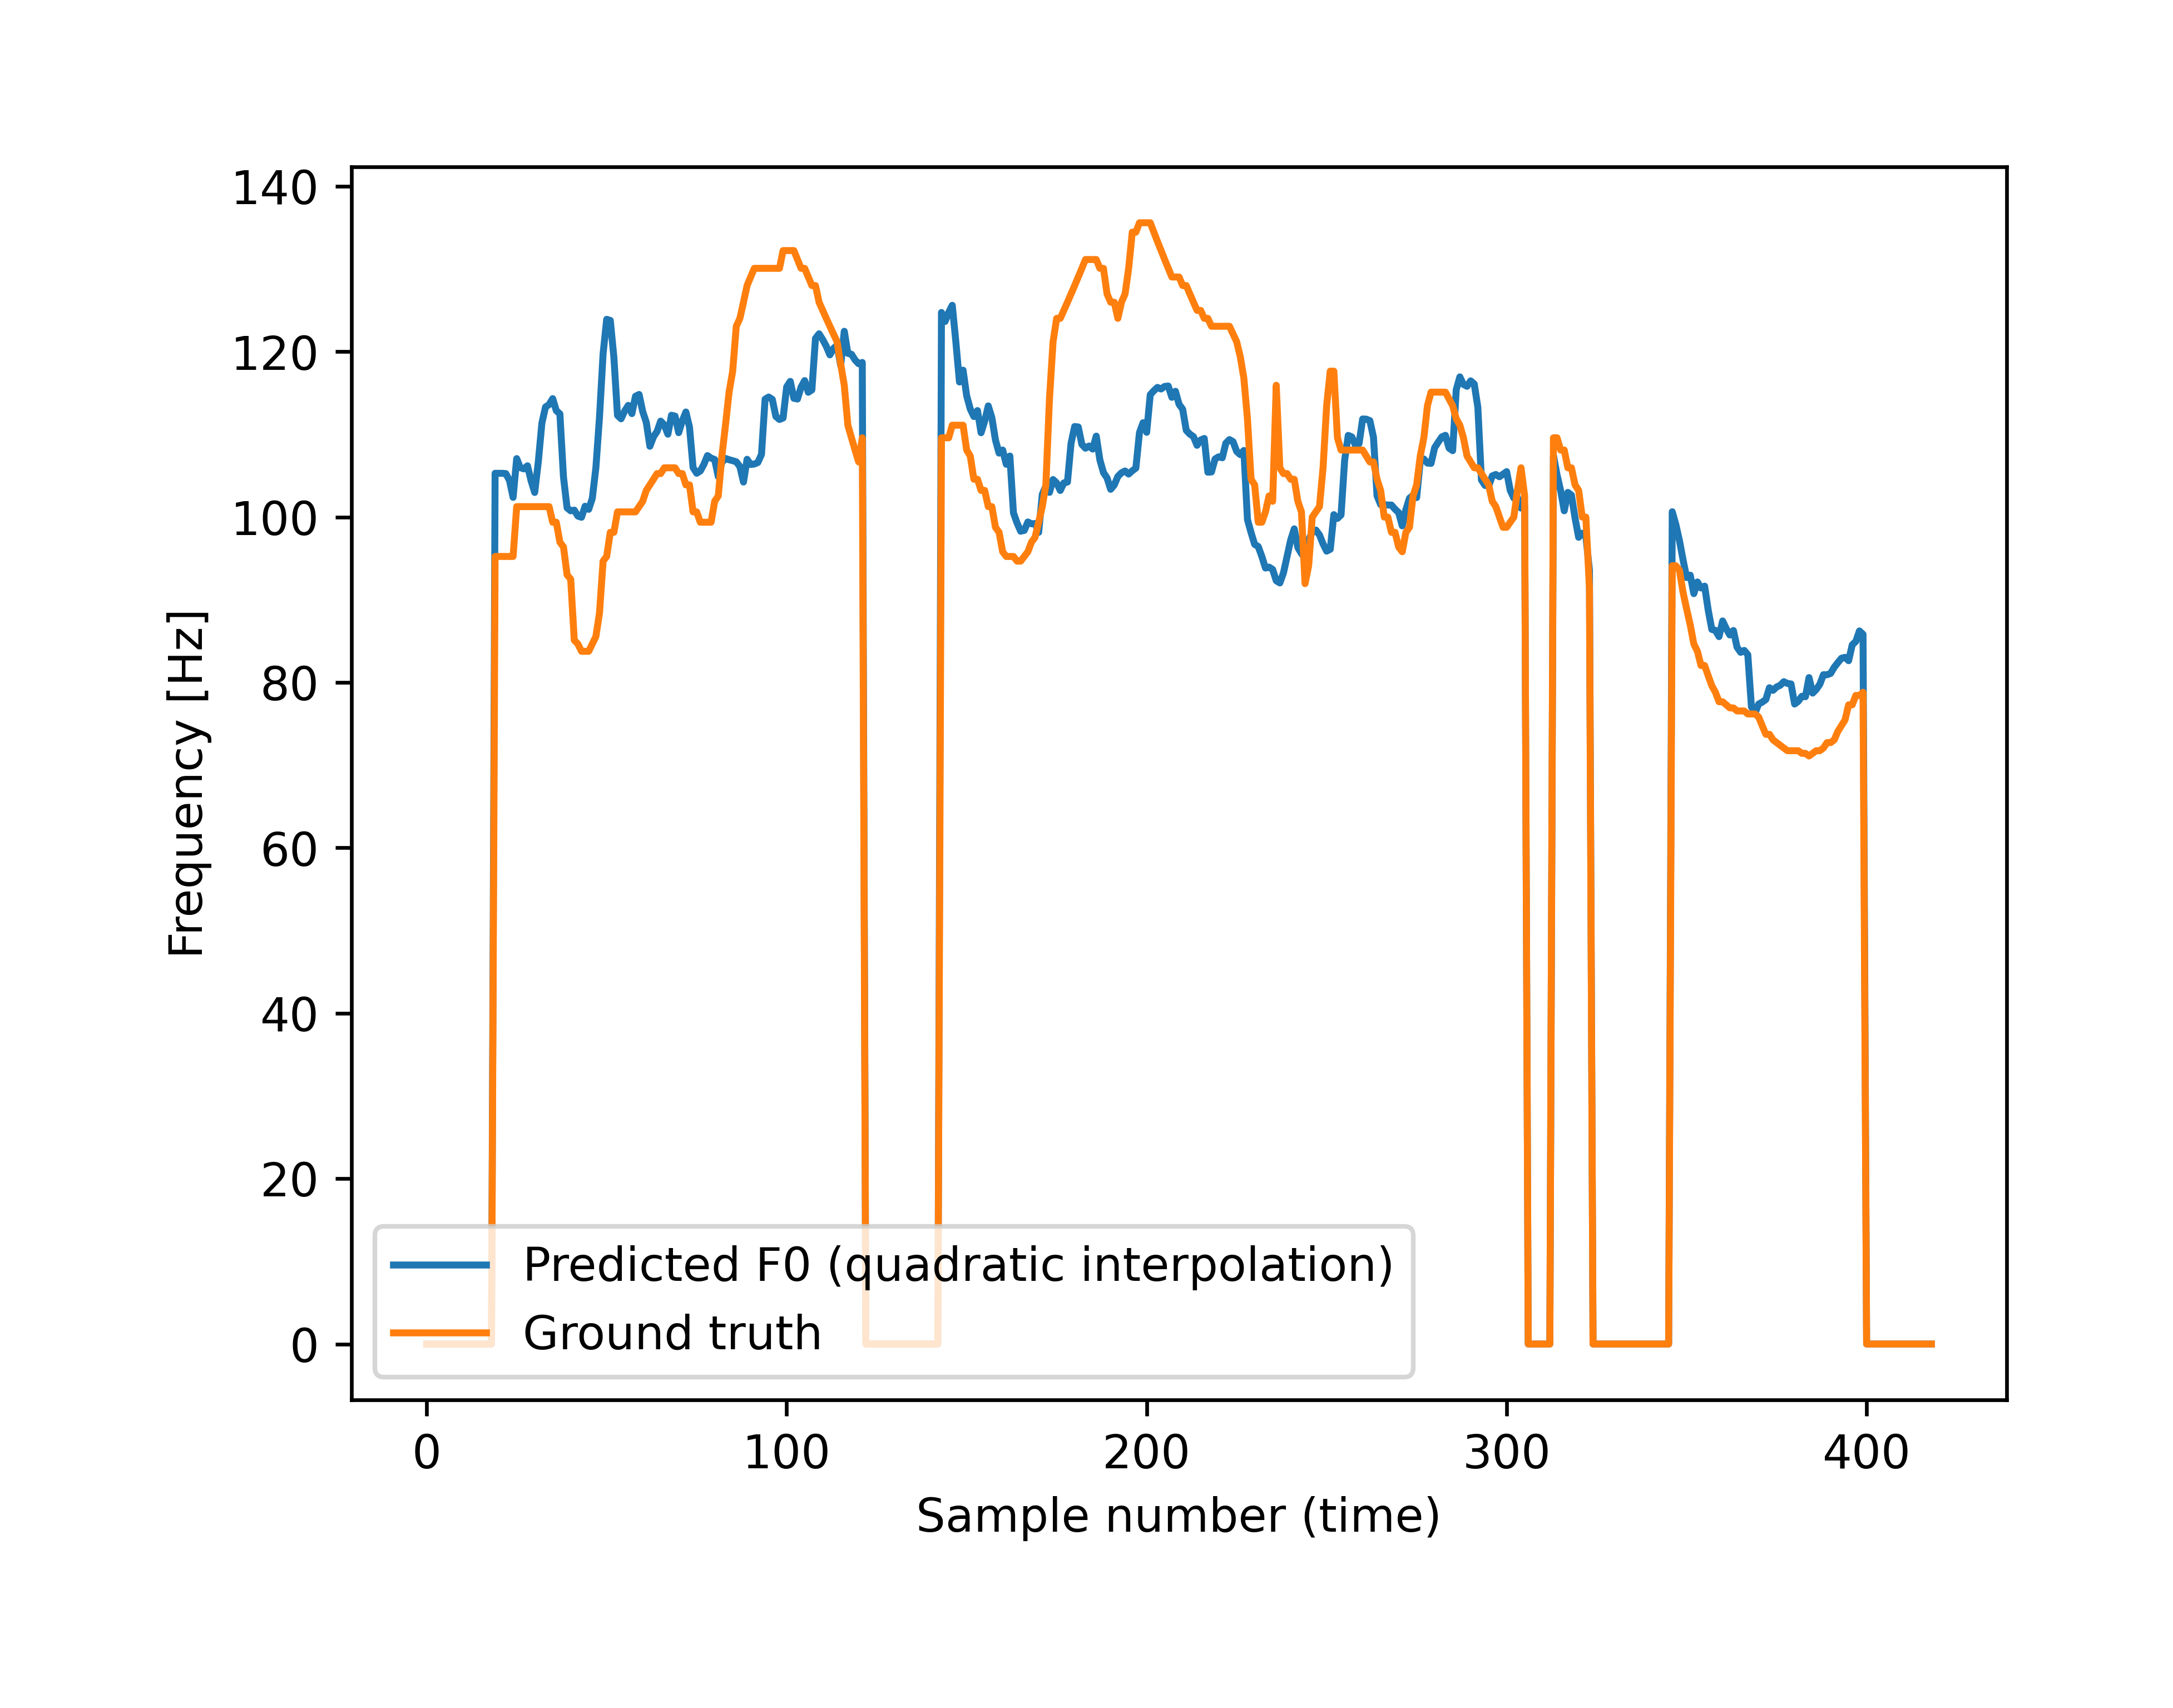 140
120
100
80
60
40
20
0
Frequency [Hz]
Predicted F0 (quadratic interpolation)
Ground truth
0 100 200 300 400
Sample number (time)